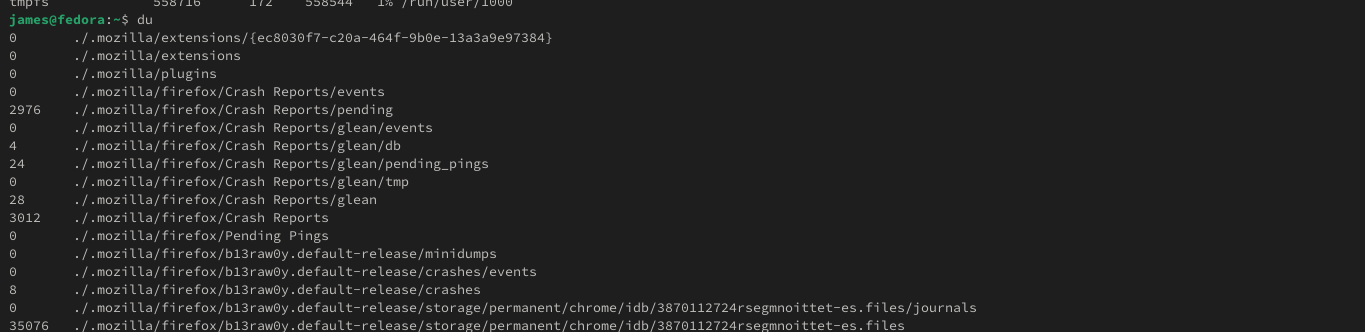 tmpfs 558716 172 558544 1% /run/user/1000
james@fedora:~$ du
0 ./.mozilla/extensions/{ec8030f7-c20a-464f-9b0e-13a3a9e97384}
0 ./.mozilla/extensions
0 ./.mozilla/plugins
0 ./.mozilla/firefox/Crash Reports/events
2976 ./.mozilla/firefox/Crash Reports/pending
0 ./.mozilla/firefox/Crash Reports/glean/events
4 ./.mozilla/firefox/Crash Reports/glean/db
24 ./.mozilla/firefox/Crash Reports/glean/pending_pings
0 ./.mozilla/firefox/Crash Reports/glean/tmp
28 ./.mozilla/firefox/Crash Reports/glean
3012 ./.mozilla/firefox/Crash Reports
0 ./.mozilla/firefox/Pending Pings
0 ./.mozilla/firefox/b13raw0y.default-release/minidumps
0 ./.mozilla/firefox/b13raw0y.default-release/crashes/events
8 ./.mozilla/firefox/b13raw0y.default-release/crashes
0 ./.mozilla/firefox/b13raw0y.default-release/storage/permanent/chrome/idb/3870112724rsegmnoittet-es.files/journals
35076 ./.mozilla/firefox/b13raw0y.default-release/storage/permanent/chrome/idb/3870112724rsegmnoittet-es.files